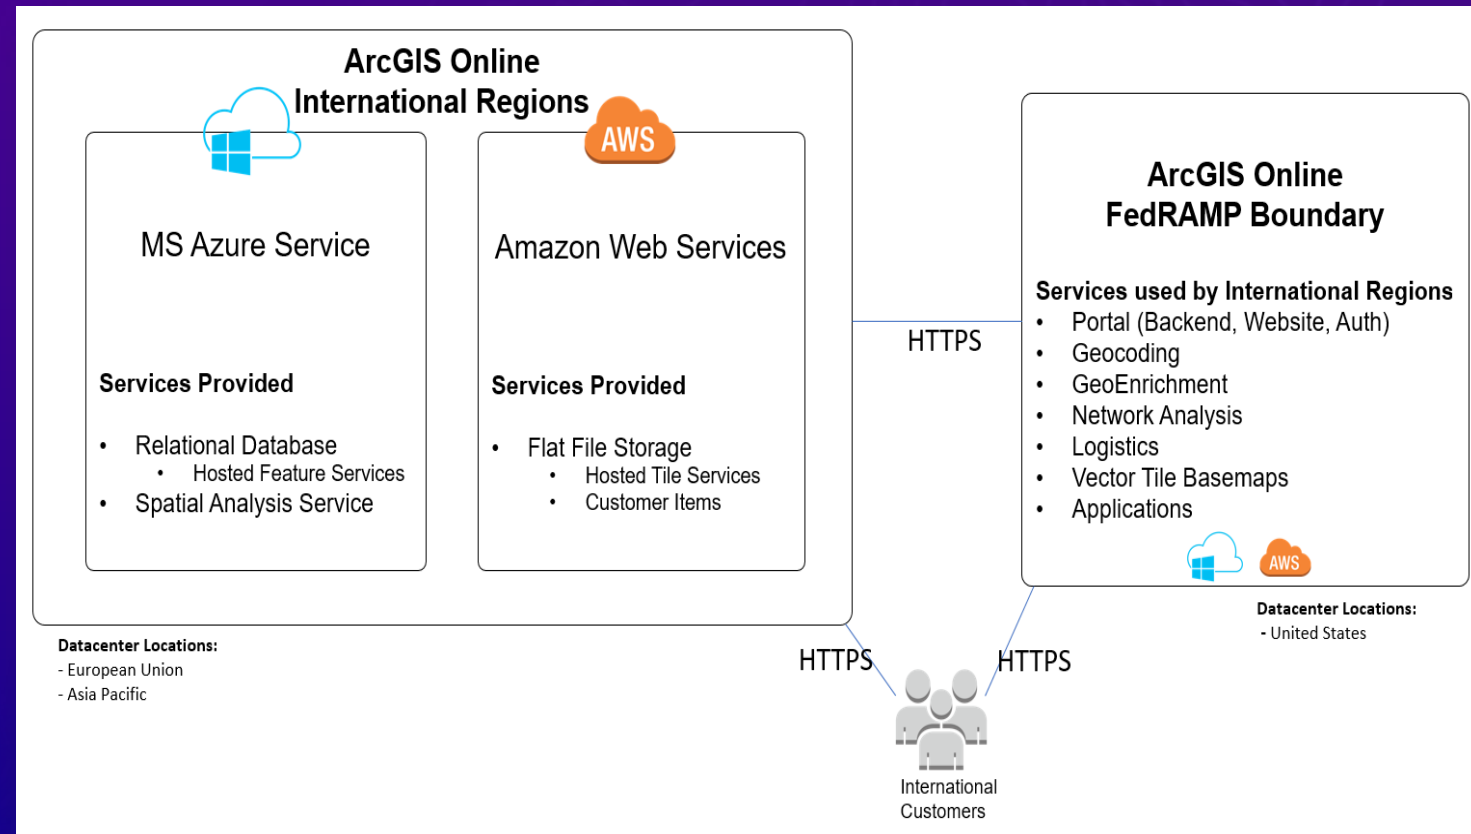 ArcGIS Online
International Regions
AWS
MS Azure Service
Services Provided
• Relational Database
• Hosted Feature Services
• Spatial Analysis Service
Amazon Web Services
Services Provided
• Flat File Storage
• Hosted Tile Services
• Customer Items
Datacenter Locations:
- European Union
- Asia Pacific
HTTPS
ArcGIS Online
FedRAMP Boundary
Services used by International Regions
• Portal (Backend, Website, Auth)
• Geocoding
• GeoEnrichment
• Network Analysis
• Logistics
• Vector Tile Basemaps
• Applications
AWS
Datacenter Locations:
- United States
HTTPS
HTTPS
International
Customers